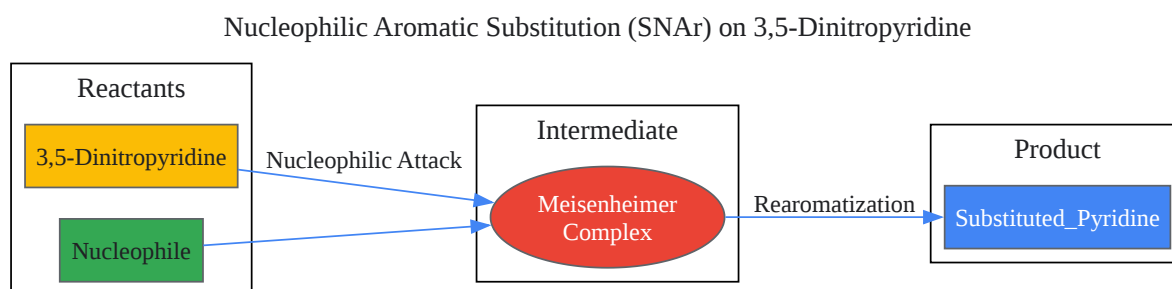 Nucleophilic Aromatic Substitution (SNAr) on 3,5-Dinitropyridine
Reactants
3,5-Dinitropyridine
Nucleophile
Nucleophilic Attack
Intermediate
Meisenheimer
Complex
Rearomatization
Product
Substituted_Pyridine